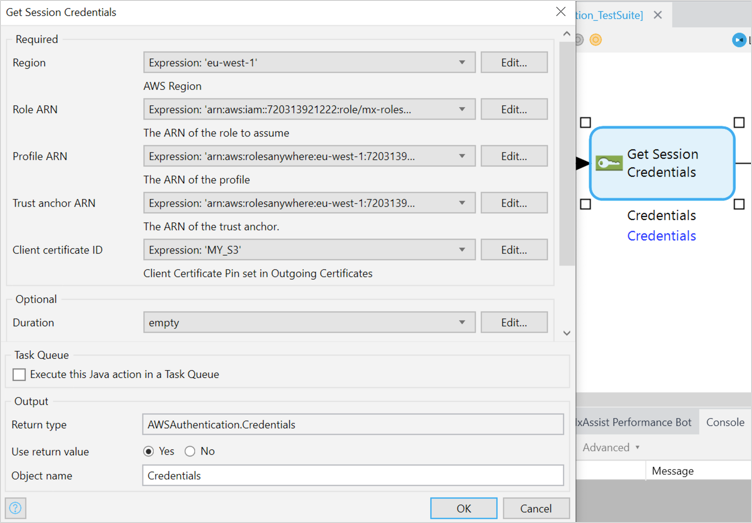 Get Session Credentials
Required
Region
Expression: 'eu-west-1'
Edit...
AWS Region
Role ARN
Expression: 'arn:aws:iam::720313921222:role/mx-roles...
Edit...
The ARN of the role to assume
Profile ARN
Expression: 'arn:aws:rolesanywhere:eu-west-1:7203139...
Edit...
The ARN of the profile
Trust anchor ARN
Expression: 'arn:aws:rolesanywhere:eu-west-1:7203139...
Edit...
The ARN of the trust anchor.
Client certificate ID
Expression: 'MY_S3'
Edit...
Client Certificate Pin set in Outgoing Certificates
Optional
Duration
empty
Edit...
Task Queue
Execute this Java action in a Task Queue
Output
Return type
AWSAuthentication.Credentials
Use return value
Yes
No
Object name
Credentials
OK
Cancel
tion_TestSuite]
Get Session
Credentials
Credentials
Credentials
xAssist Performance Bot
Console
Advanced
Message